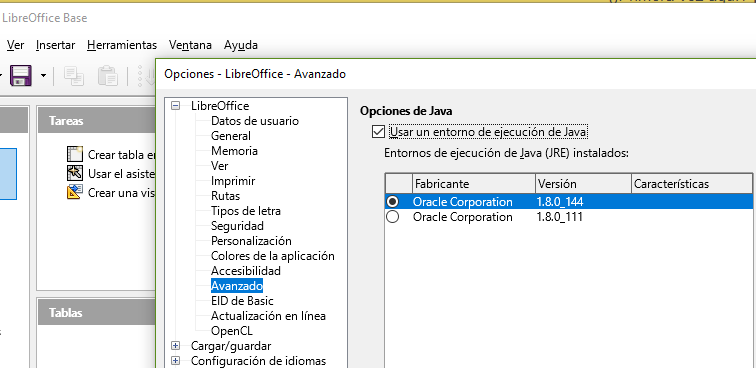 LibreOffice Base
Ver Insertar Herramientas Ventana Ayuda
Tareas
Crear tabla en
Usar el asiste
Crear una vis
Tablas
Opciones - LibreOffice - Avanzado
LibreOffice
Datos de usuario
General
Memoria
Ver
Imprimir
Rutas
Tipos de letra
Seguridad
Personalización
Colores de la aplicación
Accesibilidad
Avanzado
EID de Basic
Actualización en línea
OpenCL
Cargar/guardar
Configuración de idiomas
Opciones de Java
Usar un entorno de ejecución de Java
Entornos de ejecución de Java (JRE) instalados:
Fabricante Versión Características
Oracle Corporation 1.8.0_144
Oracle Corporation 1.8.0_111